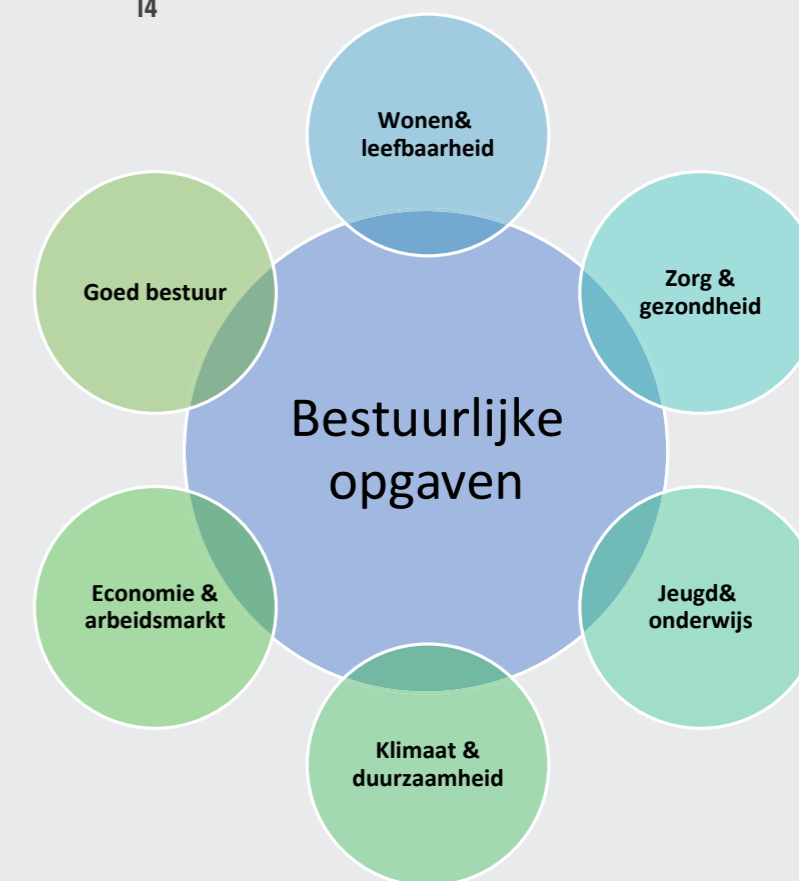 14
Wonen&
leefbaarheid
Zorg &
gezondheid
Goed bestuur
Bestuurlijke
opgaven
Economie &
arbeidsmarkt
Jeugd&
onderwijs
Klimaat &
duurzaamheid